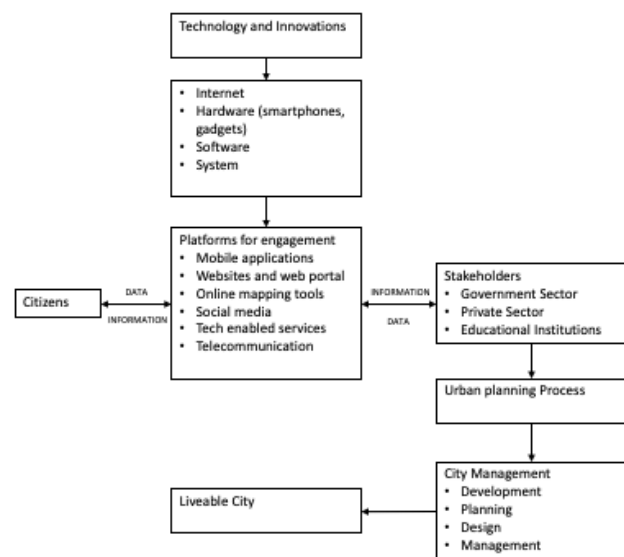 Technology and Innovations
• Internet
• Hardware (smartphones,
gadgets)
• Software
• System
Platforms for engagement
• Mobile applications
• Websites and web portal
• Online mapping tools
• Social media
• Tech enabled services
• Telecommunication
Citizens
DATA
INFORMATION
INFORMATION
DATA
Stakeholders
• Government Sector
• Private Sector
• Educational Institutions
Urban planning Process
City Management
• Development
• Planning
• Design
• Management
Liveable City